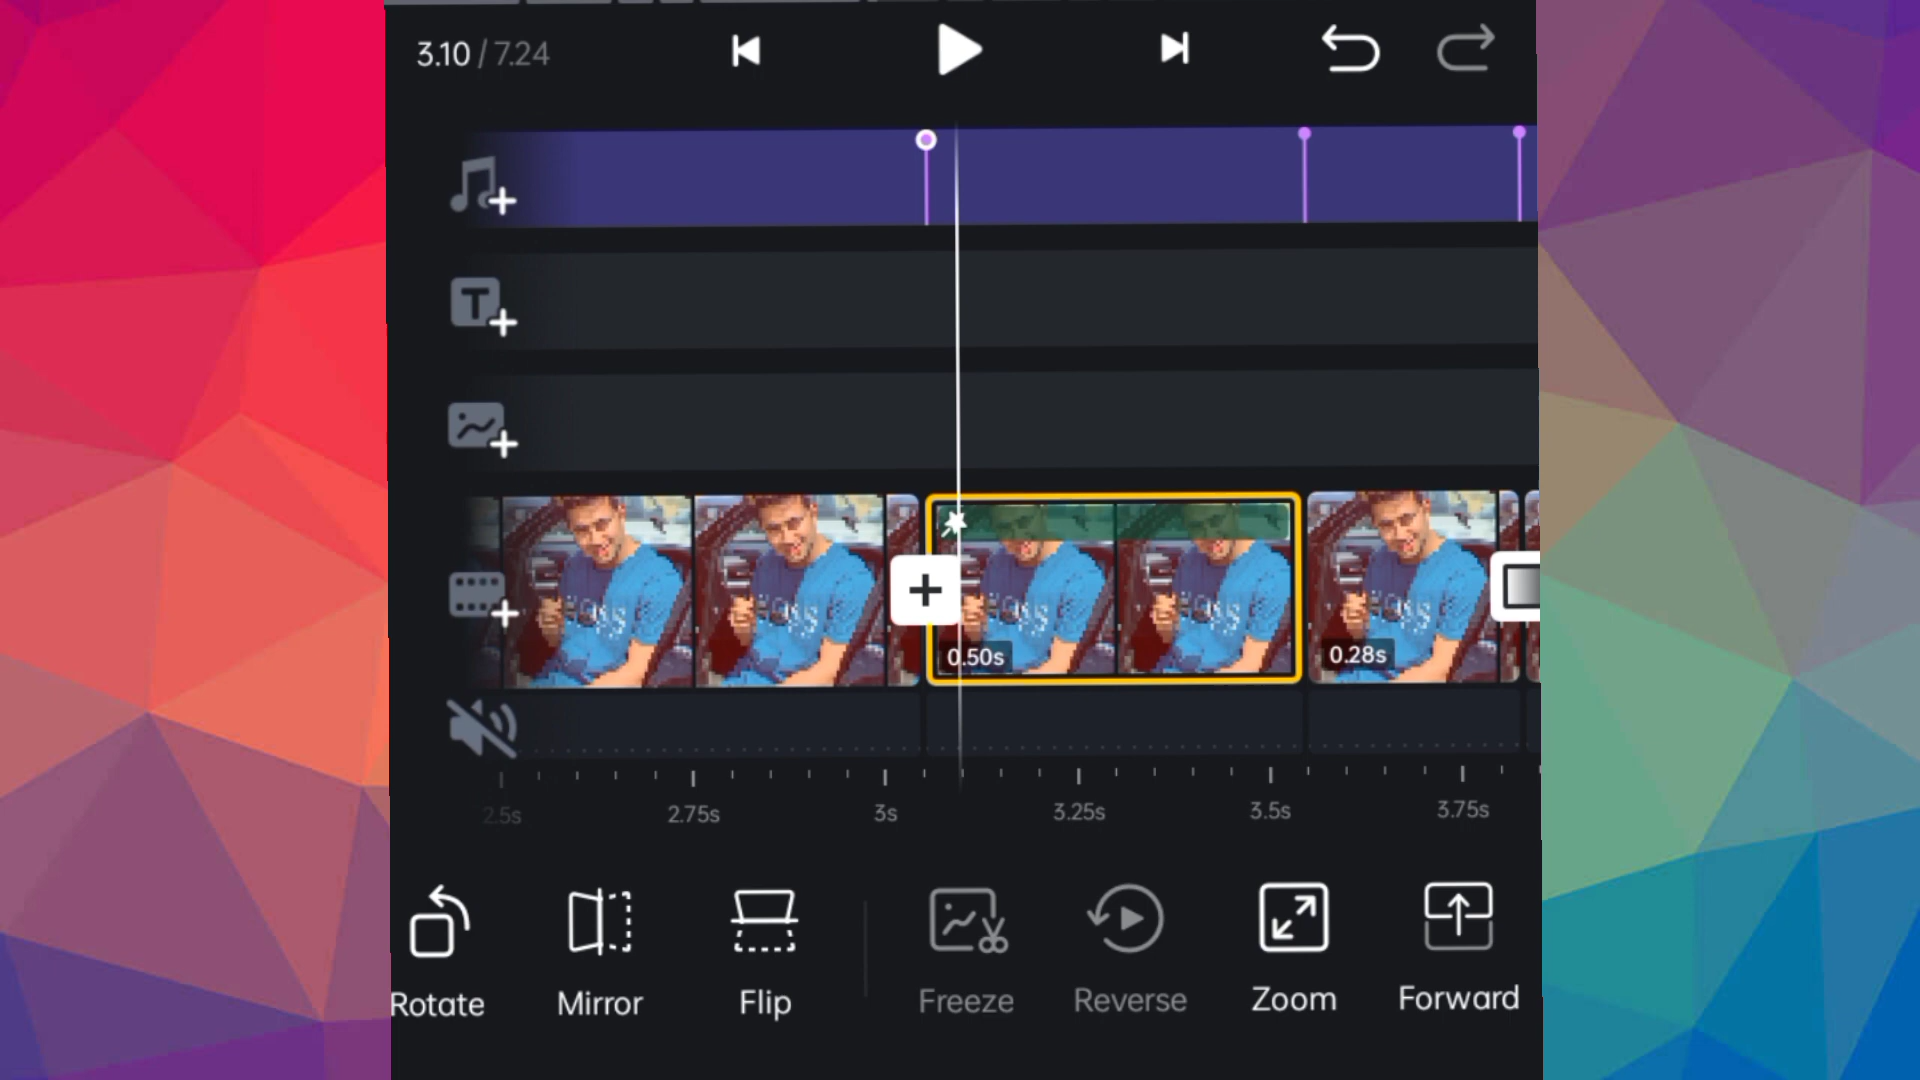 3.10 / 7.24
T
0.50s
0.28s
2.5s 2.75s 3s 3.25s 3.5s 3.75s
Rotate Mirror Flip Freeze Reverse Zoom Forward